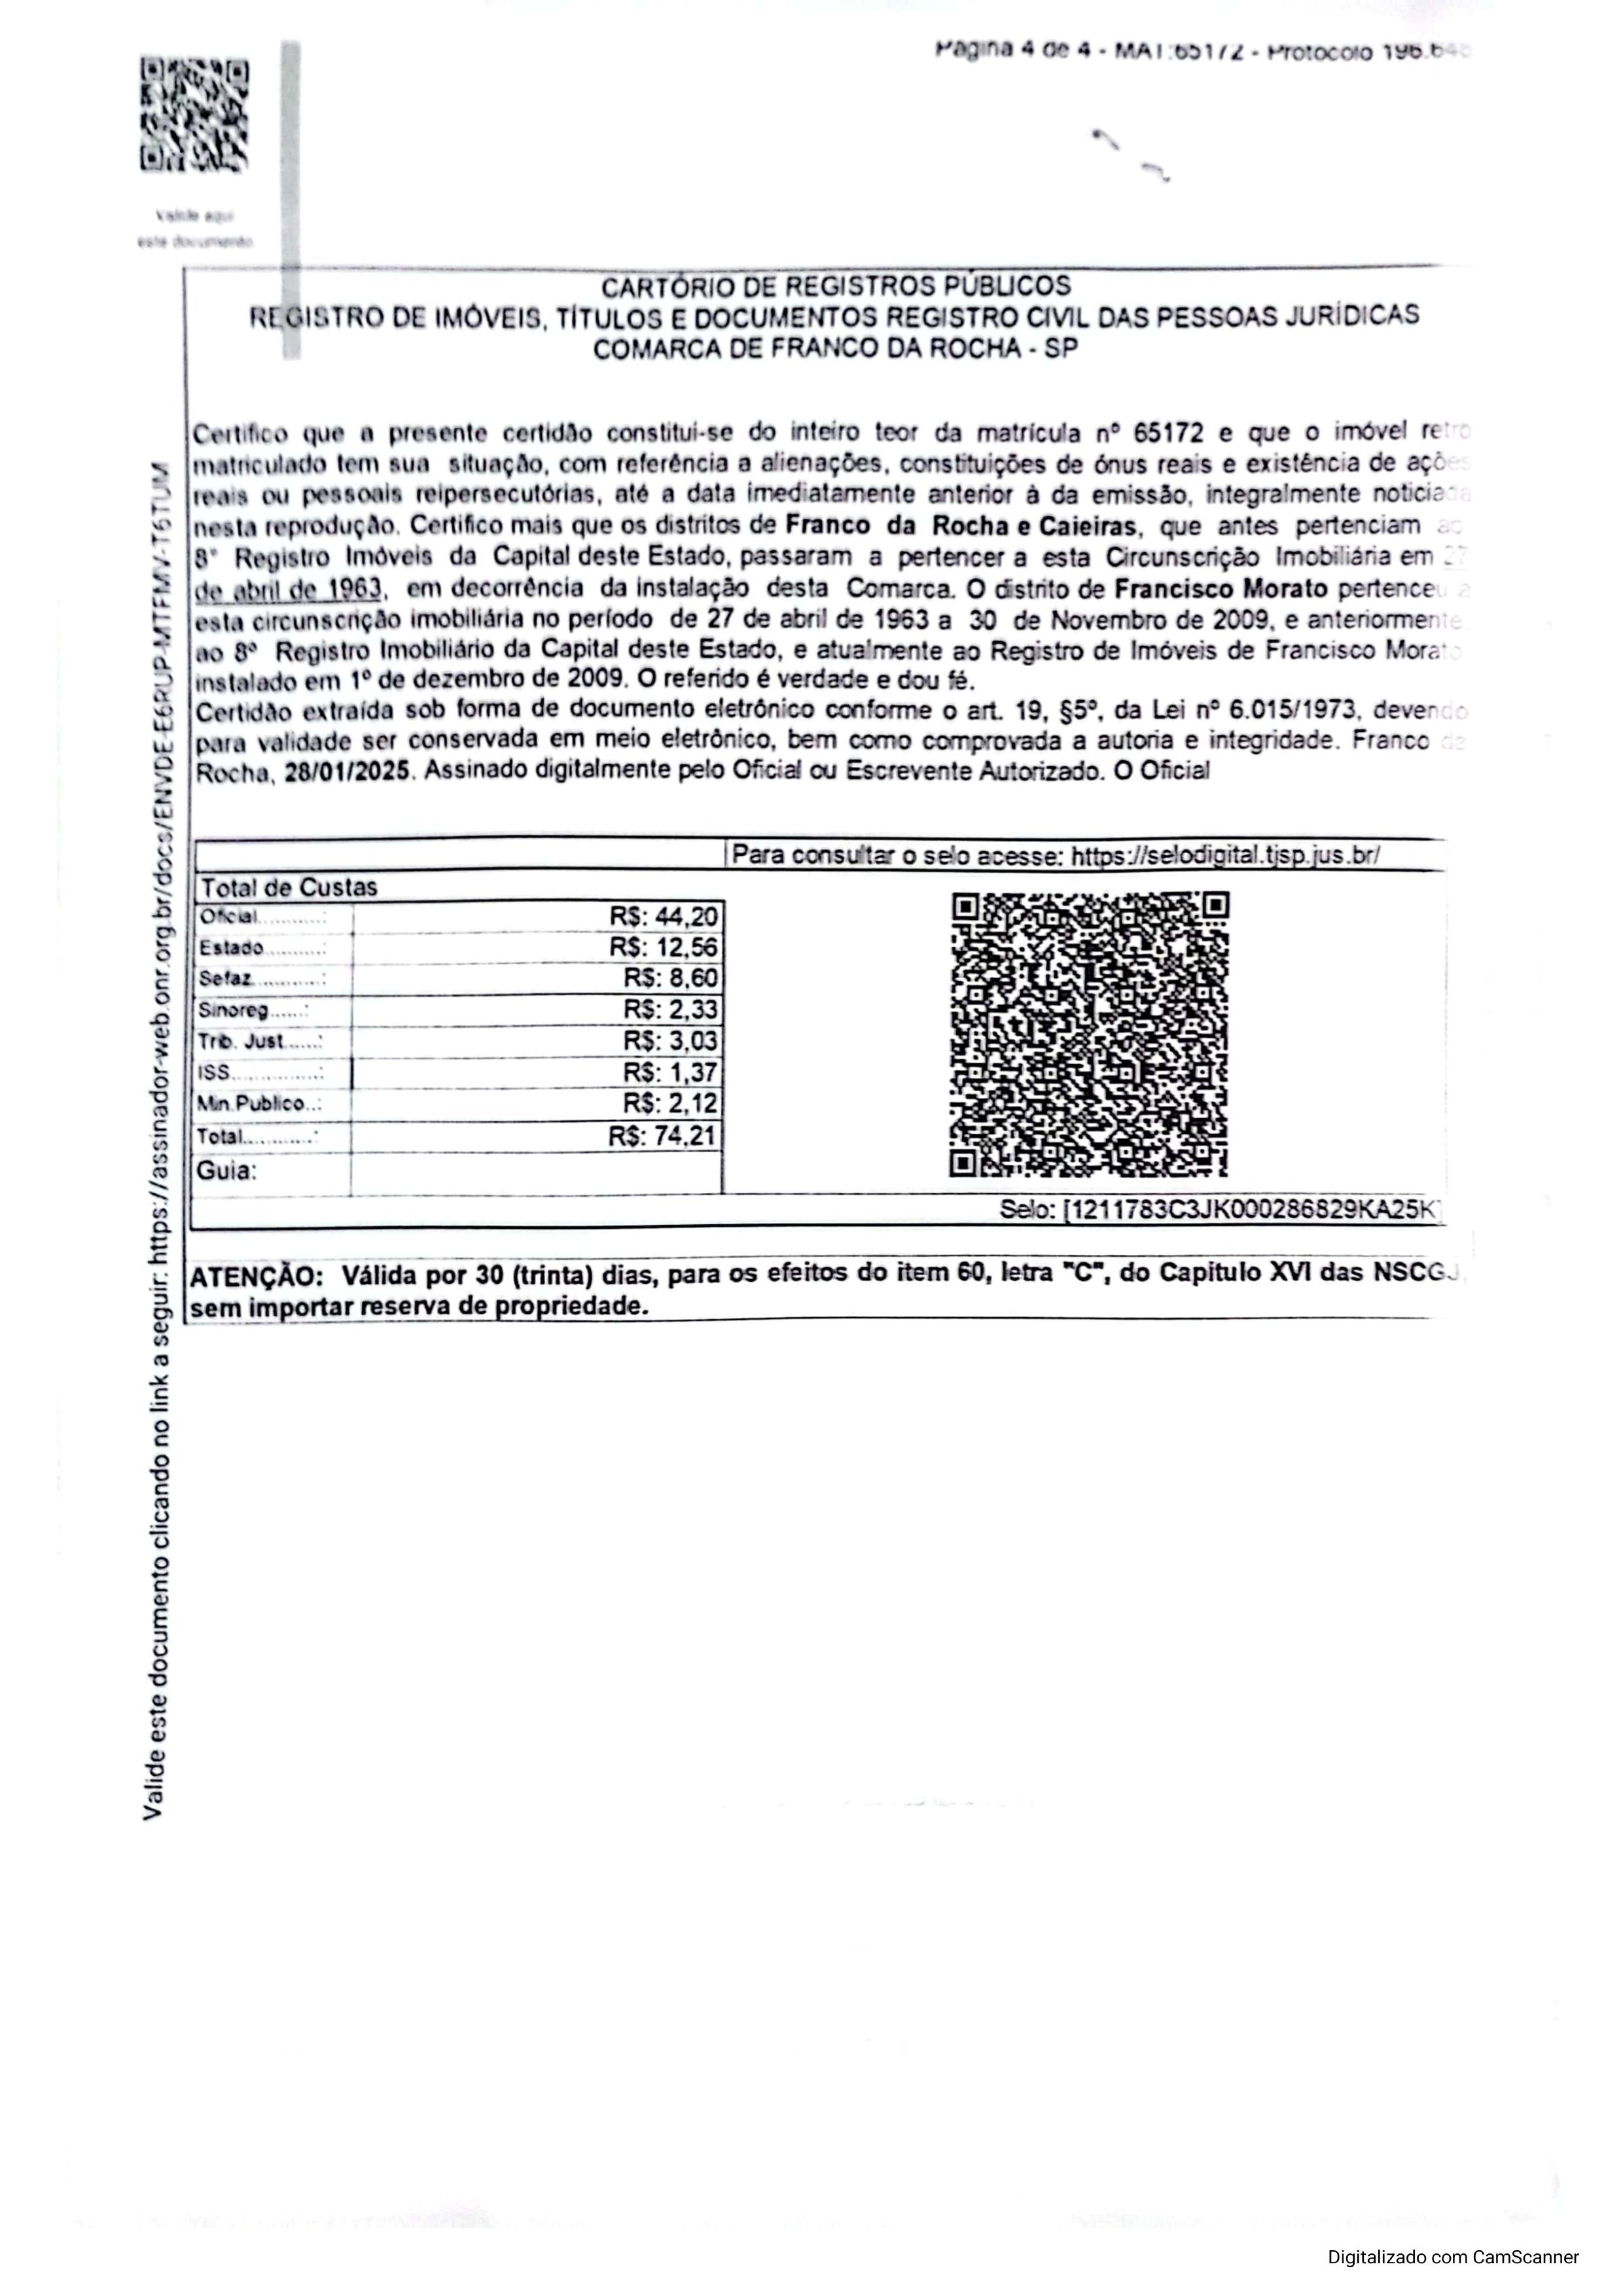 Página 4 de 4 - MAT:65172 - Protocolo 196.64
Valide aqui
este documento
CARTÓRIO DE REGISTROS PÚBLICOS
REGISTRO DE IMÓVEIS, TÍTULOS E DOCUMENTOS REGISTRO CIVIL DAS PESSOAS JURÍDICAS
COMARCA DE FRANCO DA ROCHA - SP
Certifico que a presente certidão constitui-se do inteiro teor da matrícula nº 65172 e que o imóvel retro
matriculado tem sua situação, com referência a alienações, constituições de ônus reais e existência de ações
reais ou pessoais reipersecutórias, até a data imediatamente anterior à da emissão, integralmente noticiada
nesta reprodução. Certifico mais que os distritos de Franco da Rocha e Caieiras, que antes pertenciam ao
8º Registro Imóveis da Capital deste Estado, passaram a pertencer a esta Circunscrição Imobiliária em 27
de abril de 1963, em decorrência da instalação desta Comarca. O distrito de Francisco Morato pertenceu a
esta circunscrição imobiliária no período de 27 de abril de 1963 a 30 de Novembro de 2009, e anteriormente
ao 8º Registro Imobiliário da Capital deste Estado, e atualmente ao Registro de Imóveis de Francisco Morato
instalado em 1º de dezembro de 2009. O referido é verdade e dou fé.
Certidão extraída sob forma de documento eletrônico conforme o art. 19, §5º, da Lei nº 6.015/1973, devendo
para validade ser conservada em meio eletrônico, bem como comprovada a autoria e integridade. Franco da
Rocha, 28/01/2025. Assinado digitalmente pelo Oficial ou Escrevente Autorizado. O Oficial
Para consultar o selo acesse: https://selodigital.tjsp.jus.br/
Total de Custas
Oficial............: R$: 44,20
Estado...........: R$: 12,56
Sefaz............: R$: 8,60
Sinoreg......: R$: 2,33
Trib. Just......: R$: 3,03
ISS................: R$: 1,37
Min.Publico..: R$: 2,12
Total............: R$: 74,21
Guia:
Selo: [1211783C3JK000286829KA25K]
ATENÇÃO: Válida por 30 (trinta) dias, para os efeitos do item 60, letra "C", do Capitulo XVI das NSCGJ,
sem importar reserva de propriedade.
Valide este documento clicando no link a seguir: https://assinador-web.onr.org.br/docs/ENVDE-E6RUP-MTFMV-T6TUM
Digitalizado com CamScanner